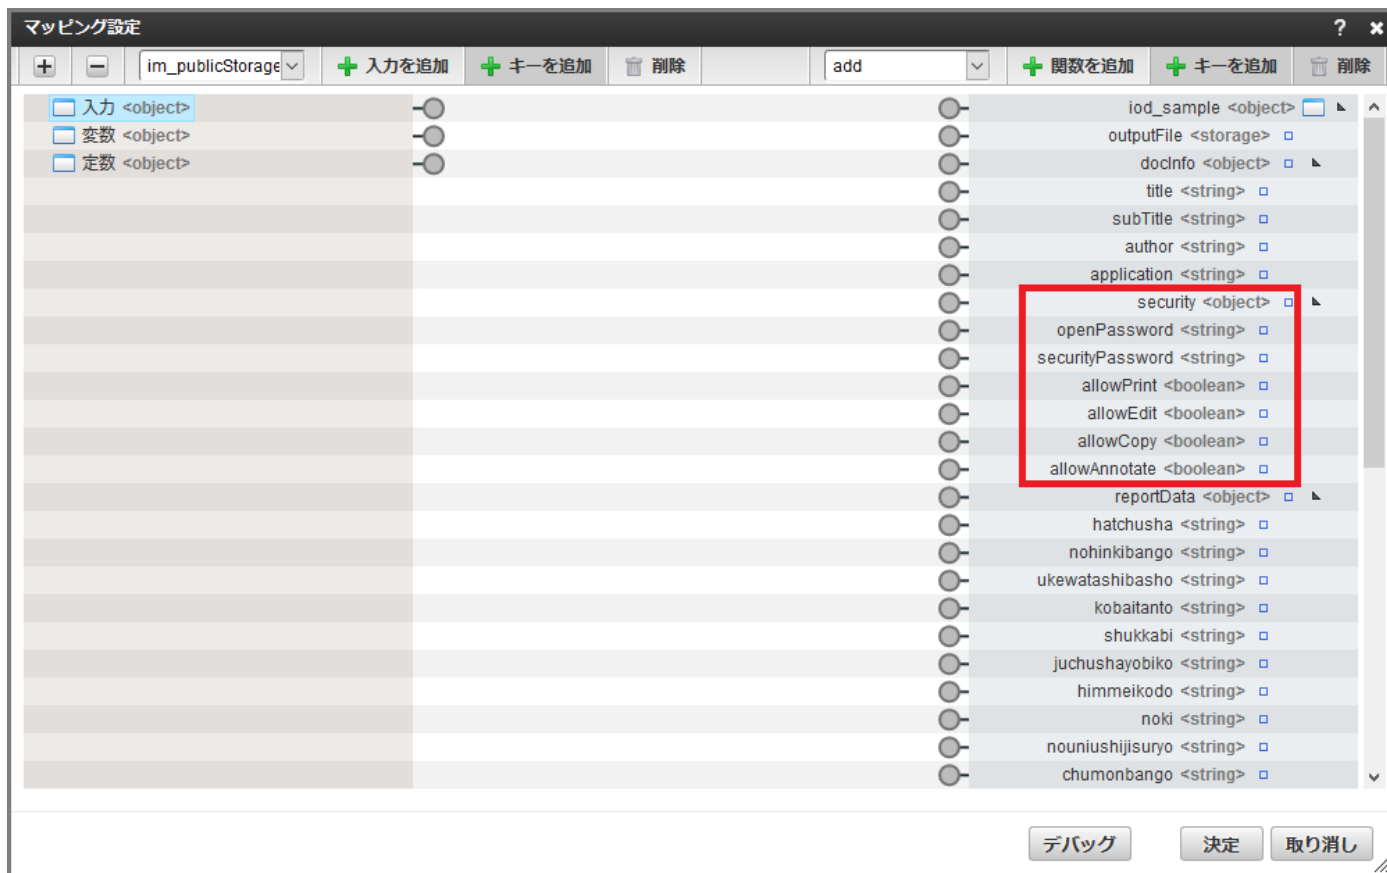 マッピング設定 ?
im_publicStorage 入力を追加 キーを追加 削除 add 関数を追加 キーを追加 削除
入力 <object> iod_sample <object>
変数 <object> outputFile <storage>
定数 <object> docInfo <object>
title <string>
subTitle <string>
author <string>
application <string>
security <object>
openPassword <string>
securityPassword <string>
allowPrint <boolean>
allowEdit <boolean>
allowCopy <boolean>
allowAnnotate <boolean>
reportData <object>
hatchusha <string>
nohinkibango <string>
ukewatashibasho <string>
kobaitanto <string>
shukkabi <string>
juchushayobiko <string>
himmeikodo <string>
noki <string>
nouniushijisuryo <string>
chumonbango <string>
デバッグ 決定 取り消し